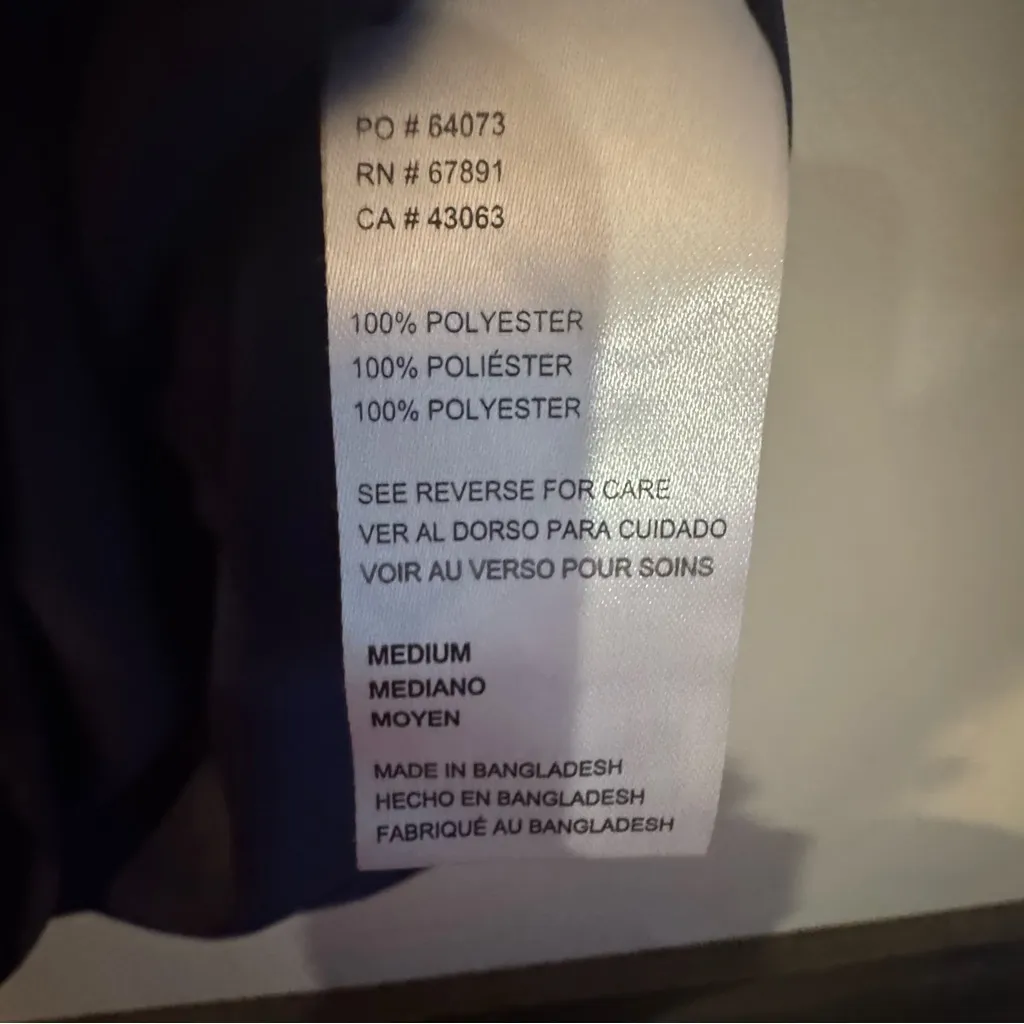 PO # 64073
RN # 67891
CA # 43063
100% POLYESTER
100% POLIÉSTER
100% POLYESTER
SEE REVERSE FOR CARE
VER AL DORSO PARA CUIDADO
VOIR AU VERSO POUR SOINS
MEDIUM
MEDIANO
MOYEN
MADE IN BANGLADESH
HECHO EN BANGLADESH
FABRIQUÉ AU BANGLADESH